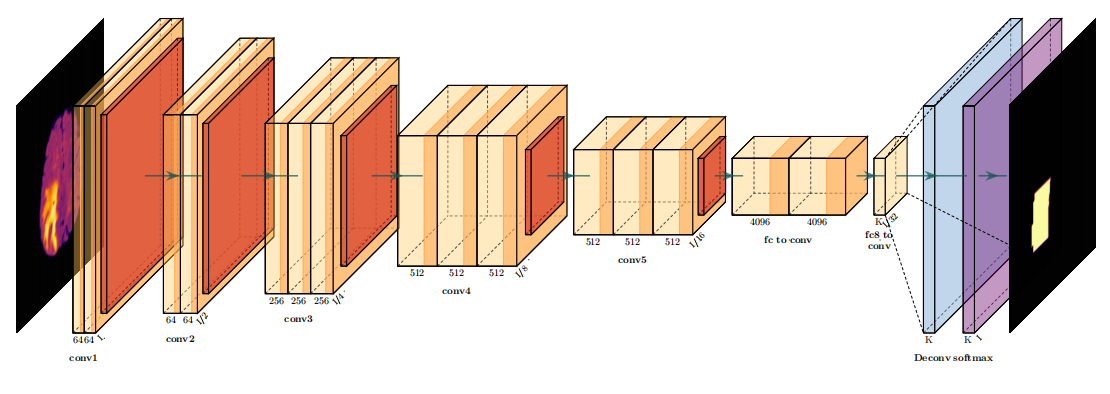 64 64 1
conv1
64 64 1/2
conv2
256 256 256 1/4
conv3
512 512 512 1/8
conv4
512 512 512 1/16
conv5
4096 4096
fc to conv
K 1/32
fc8 to
conv
K
Deconv
K 1
softmax